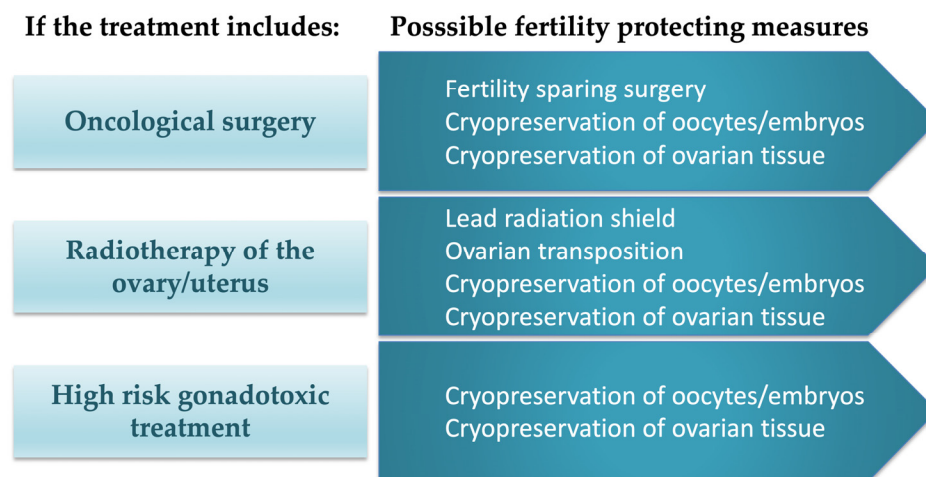 If the treatment includes:
Posssible fertility protecting measures
Oncological surgery
Fertility sparing surgery
Cryopreservation of oocytes/embryos
Cryopreservation of ovarian tissue
Radiotherapy of the
ovary/uterus
Lead radiation shield
Ovarian transposition
Cryopreservation of oocytes/embryos
Cryopreservation of ovarian tissue
High risk gonadotoxic
treatment
Cryopreservation of oocytes/embryos
Cryopreservation of ovarian tissue